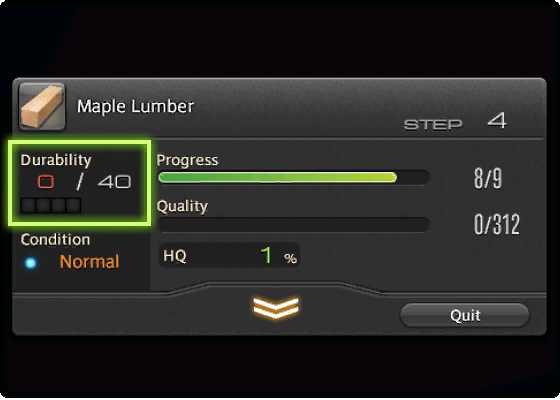 Maple Lumber
STEP 4
Durability
0 / 40
Progress
8/9
Quality
0/312
Condition
Normal
HQ 1 %
Quit